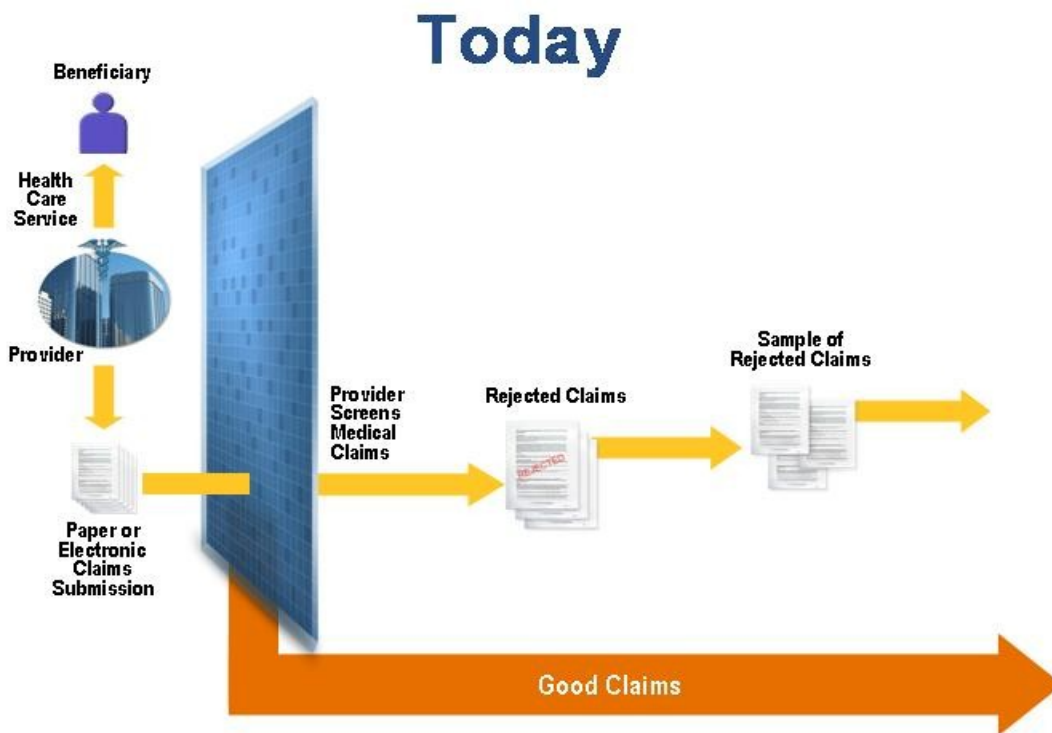 Today
Beneficiary
Health
Care
Service
Provider
Paper or
Electronic
Claims
Submission
Provider
Screens
Medical
Claims
Rejected Claims
REJECTED
Sample of
Rejected Claims
Good Claims